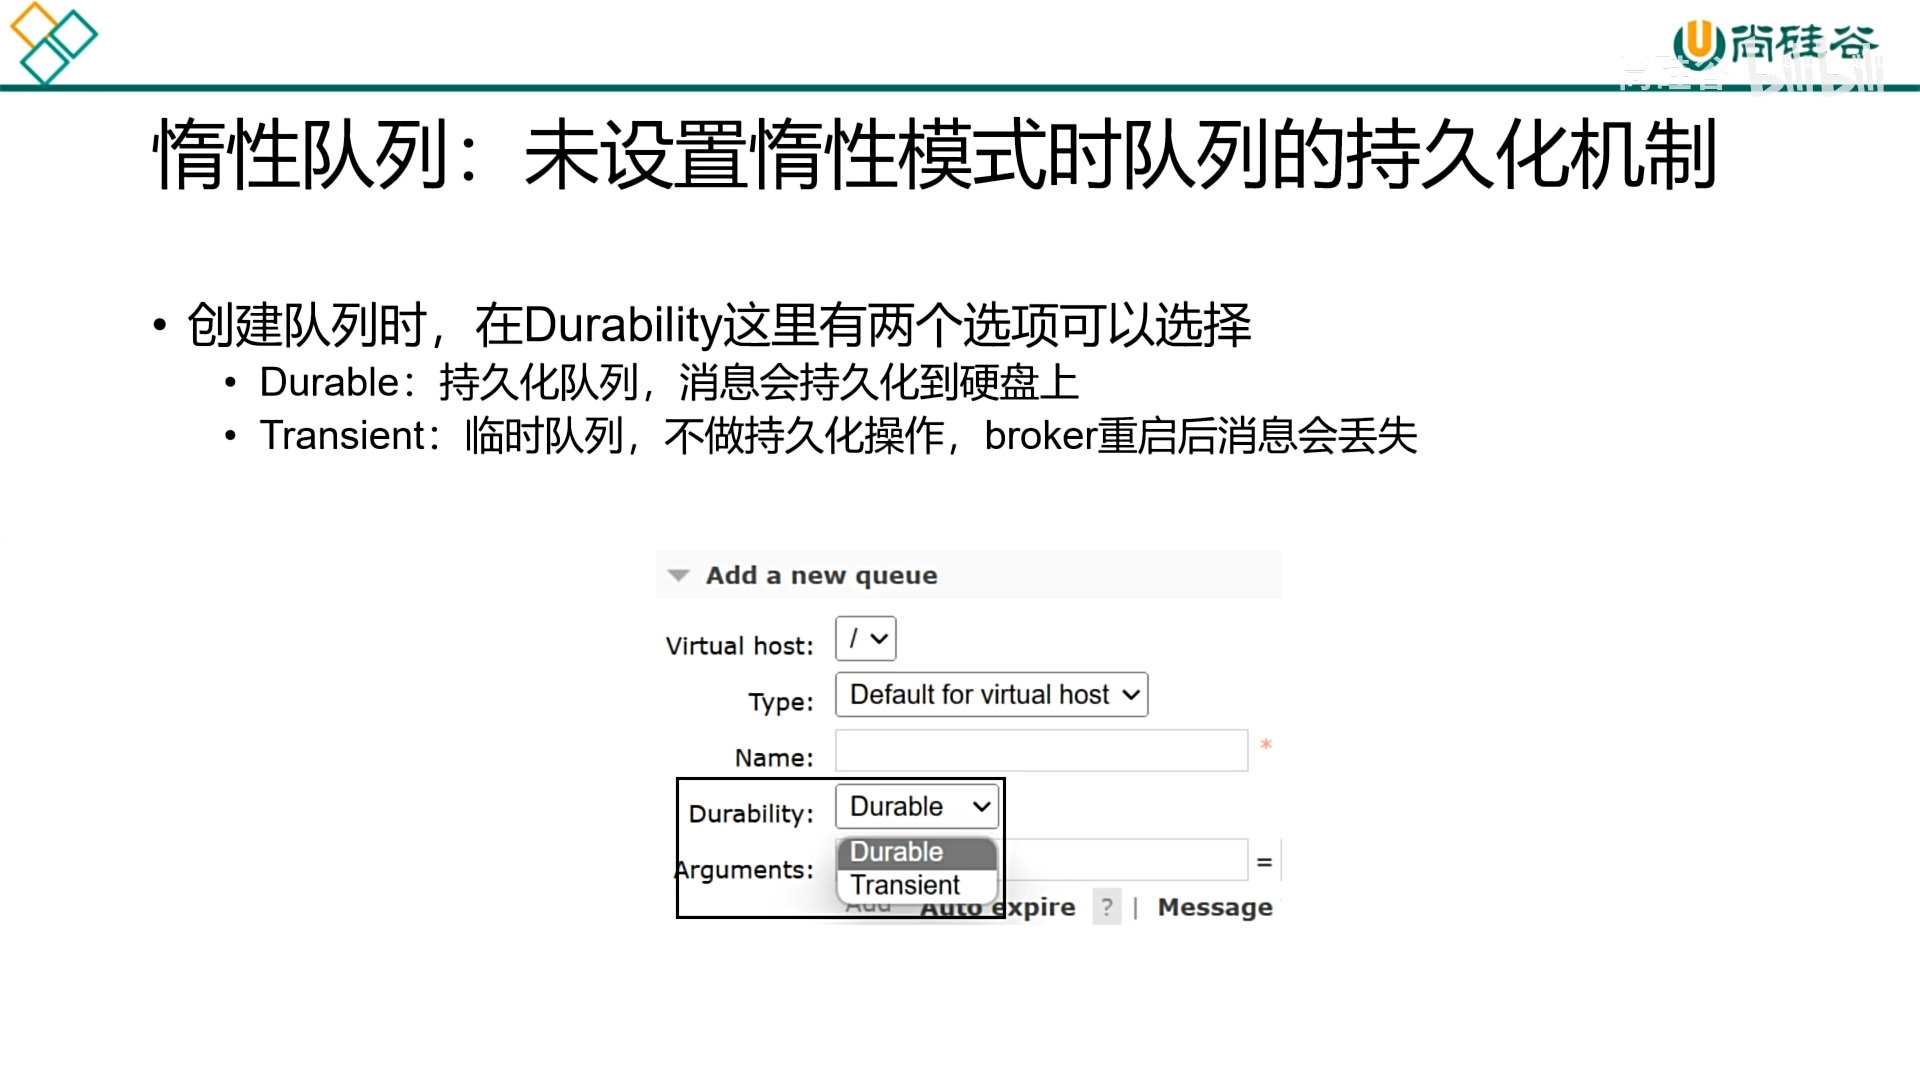 尚硅谷
尚硅谷 bilibili
惰性队列：未设置惰性模式时队列的持久化机制
• 创建队列时，在Durability这里有两个选项可以选择
• Durable：持久化队列，消息会持久化到硬盘上
• Transient：临时队列，不做持久化操作，broker重启后消息会丢失
Add a new queue
Virtual host: /
Type: Default for virtual host
Name: *
Durability: Durable
Durable
Arguments: =
Transient
Add Auto expire ? | Message